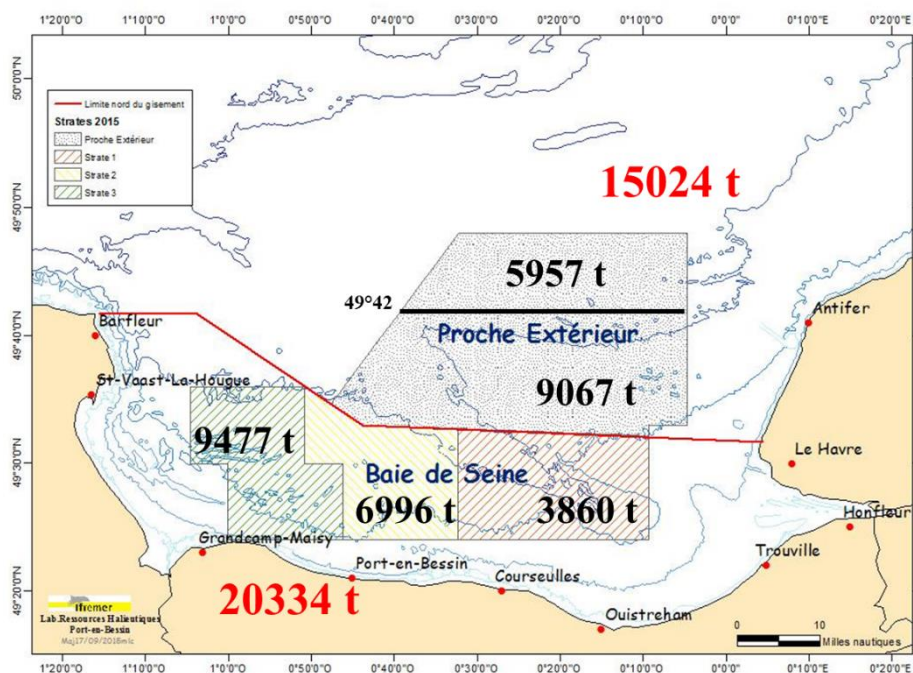 1°20'0"O 1°10'0"O 1°0'0"O 0°50'0"O 0°40'0"O 0°30'0"O 0°20'0"O 0°10'0"O 0°0'0" 0°10'0"E 0°20'0"E
50°0'0"N
49°50'0"N
49°40'0"N
49°30'0"N
49°20'0"N
Limite nord du gisement
Strates 2015
Proche Extérieur
Strate 1
Strate 2
Strate 3
15024 t
5957 t
49°42
Proche Extérieur
9067 t
Antifer
Barfleur
St-Vaast-La-Hougue
9477 t
Baie de Seine
6996 t
3860 t
Le Havre
Honfleur
Grandcamp-Maisy
Port-en-Bessin
Courseulles
Trouville
Ouistreham
20334 t
Ifremer
Lab.Ressources Halieutiques
Port-en-Bessin
0 10
Milles nautiques
1°20'0"O 1°10'0"O 1°0'0"O 0°50'0"O 0°40'0"O 0°30'0"O 0°20'0"O 0°10'0"O 0°0'0" 0°10'0"E 0°20'0"E